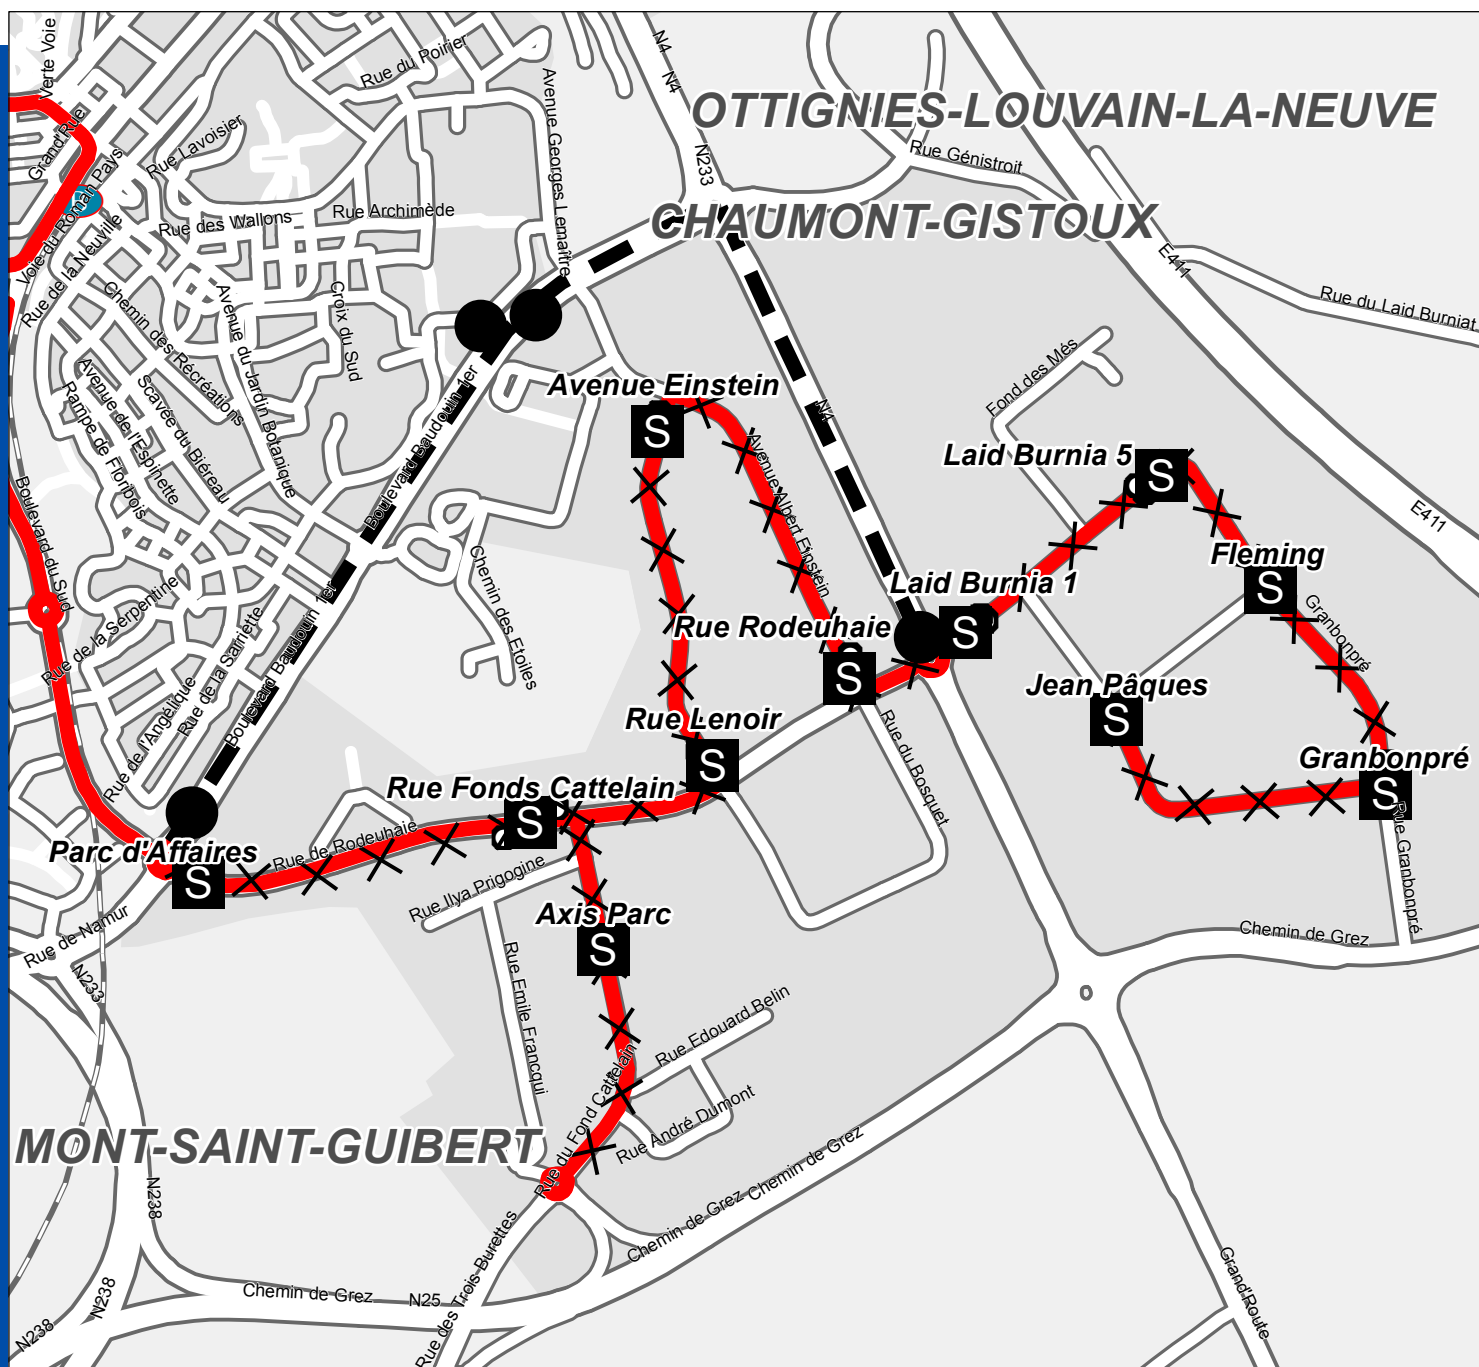 Verte Voie
Rue du Poirier
N4
N4
Avenue Georges Lemaître
OTTIGNIES-LOUVAIN-LA-NEUVE
Grand'Rue
Rue Lavoisier
N233
Rue Génistroit
Voie du Roman Pays
Rue de la Neuville
Rue des Wallons
Rue Archimède
CHAUMONT-GISTOUX
E411
Rue du Laid Burniat
Chemin des Récréations
Avenue du Jardin Botanique
Croix du Sud
Avenue de l'Espinette
Scavée du Biéreau
Rampe de Floribois
Boulevard Baudouin 1er
Avenue Einstein
S
N4
Fond des Més
Avenue Albert Einstein
Laid Burnia 5
S
E411
Boulevard du Sud
Chemin des Etoiles
Fleming
S
Granbonpré
Laid Burnia 1
S
Rue de la Serpentine
Rue de la Sarriette
Boulevard Baudouin 1er
Rue Rodeuhaie
S
Jean Pâques
S
Rue de l'Angélique
Rue Lenoir
S
Rue du Bosquet
Granbonpré
S
Rue Granbonpré
Rue Fonds Cattelain
S
Parc d'Affaires
S
Rue de Rodeuhaie
Rue Ilya Prigogine
Axis Parc
S
Rue de Namur
Chemin de Grez
N233
Rue Emile Francqui
Rue Edouard Belin
Rue du Fond Cattelain
Rue André Dumont
MONT-SAINT-GUIBERT
N238
Chemin de Grez
Chemin de Grez
Rue des Trois Burettes
Chemin de Grez
N25
N238
N238
Grand'Route